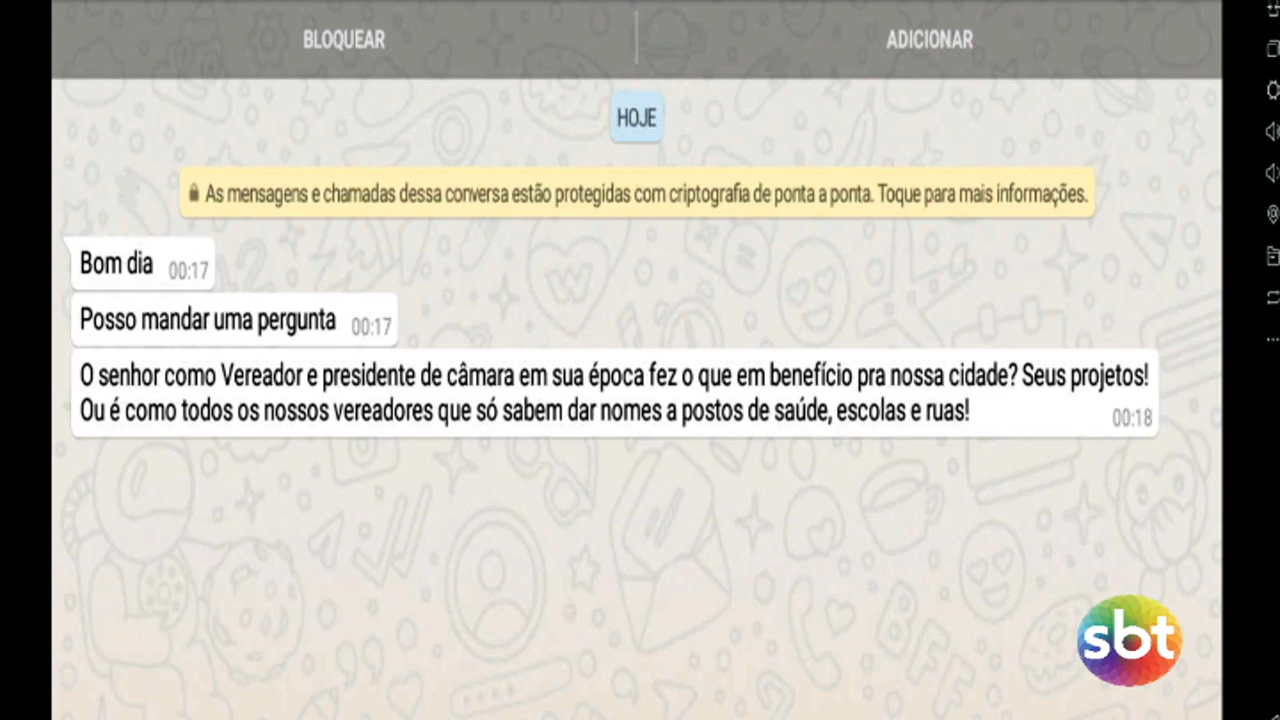 BLOQUEAR
ADICIONAR
HOJE
As mensagens e chamadas dessa conversa estão protegidas com criptografia de ponta a ponta. Toque para mais informações.
Bom dia 00:17
Posso mandar uma pergunta 00:17
O senhor como Vereador e presidente de câmara em sua época fez o que em benefício pra nossa cidade? Seus projetos!
Ou é como todos os nossos vereadores que só sabem dar nomes a postos de saúde, escolas e ruas! 00:18
sbt